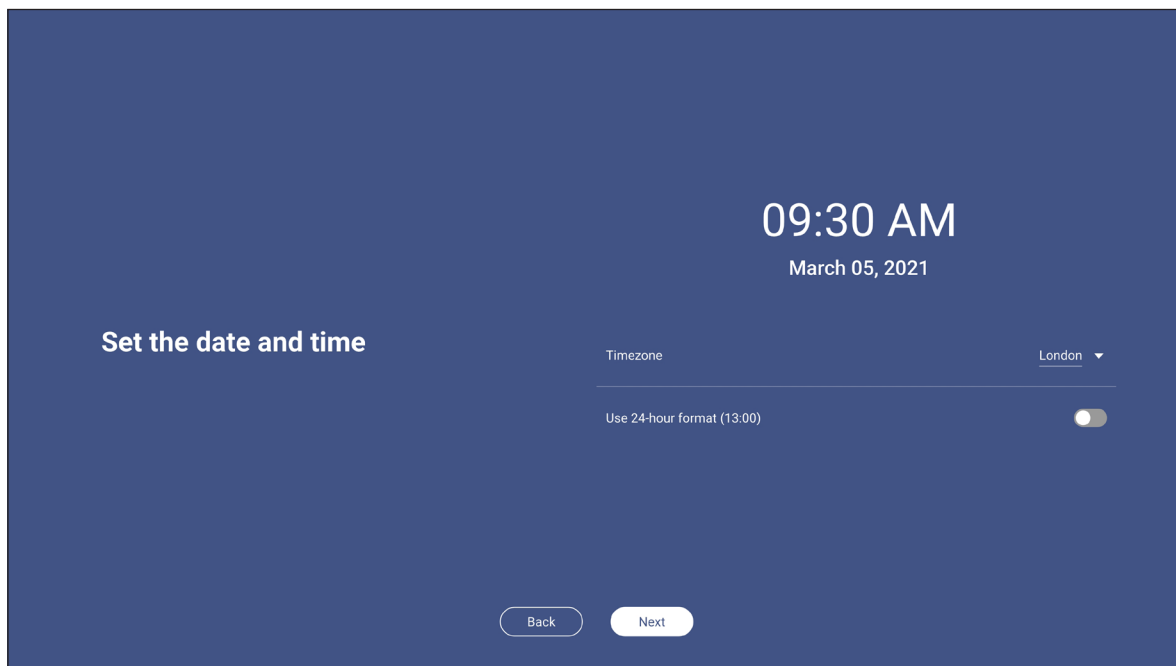 09:30 AM
March 05, 2021
Set the date and time
Timezone
London
Use 24-hour format (13:00)
Back
Next